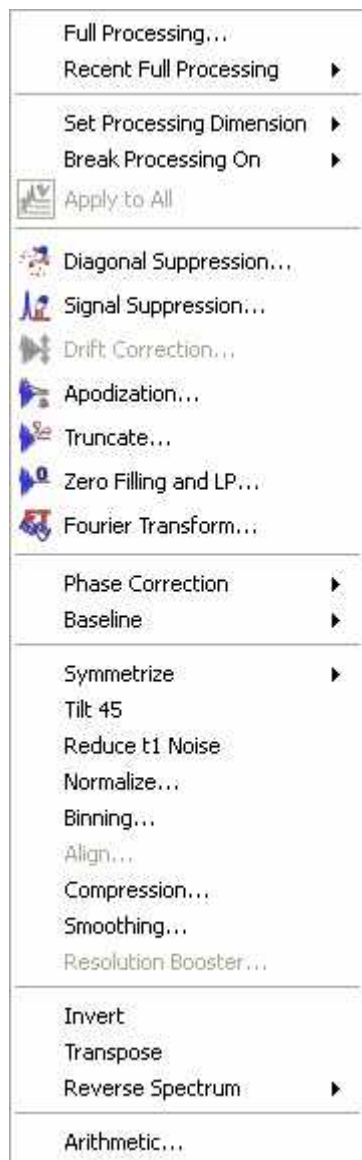 Full Processing...
Recent Full Processing
Set Processing Dimension
Break Processing On
Apply to All
Diagonal Suppression...
Signal Suppression...
Drift Correction...
Apodization...
Truncate...
Zero Filling and LP...
Fourier Transform...
Phase Correction
Baseline
Symmetrize
Tilt 45
Reduce t1 Noise
Normalize...
Binning...
Align...
Compression...
Smoothing...
Resolution Booster...
Invert
Transpose
Reverse Spectrum
Arithmetic...